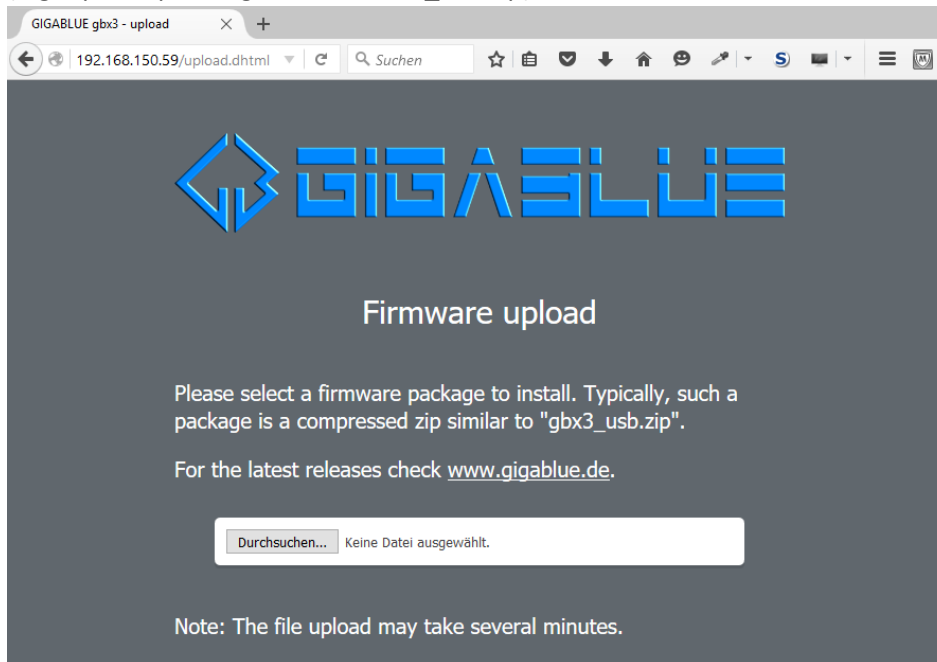 GIGABLUE gbx3 - upload
192.168.150.59/upload.dhtml
Suchen
GIGABLUE
Firmware upload
Please select a firmware package to install. Typically, such a
package is a compressed zip similar to "gbx3_usb.zip".
For the latest releases check www.gigablue.de.
Durchsuchen... Keine Datei ausgewählt.
Note: The file upload may take several minutes.